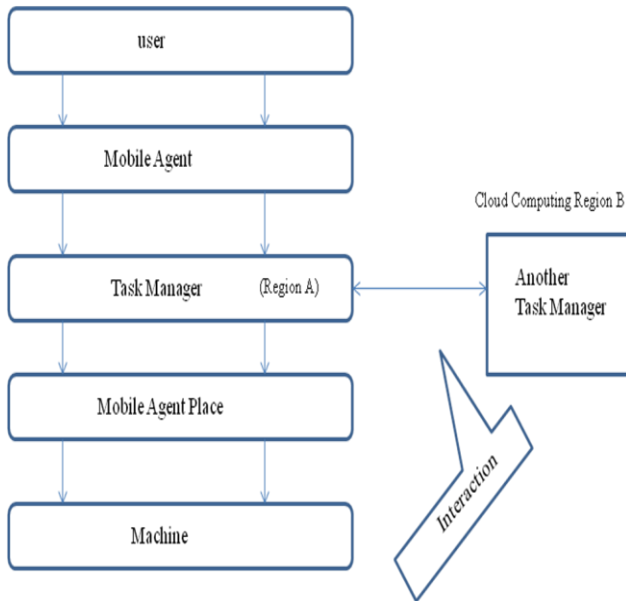 user
Mobile Agent
Cloud Computing Region B
Task Manager (Region A)
Another
Task Manager
Mobile Agent Place
Interaction
Machine